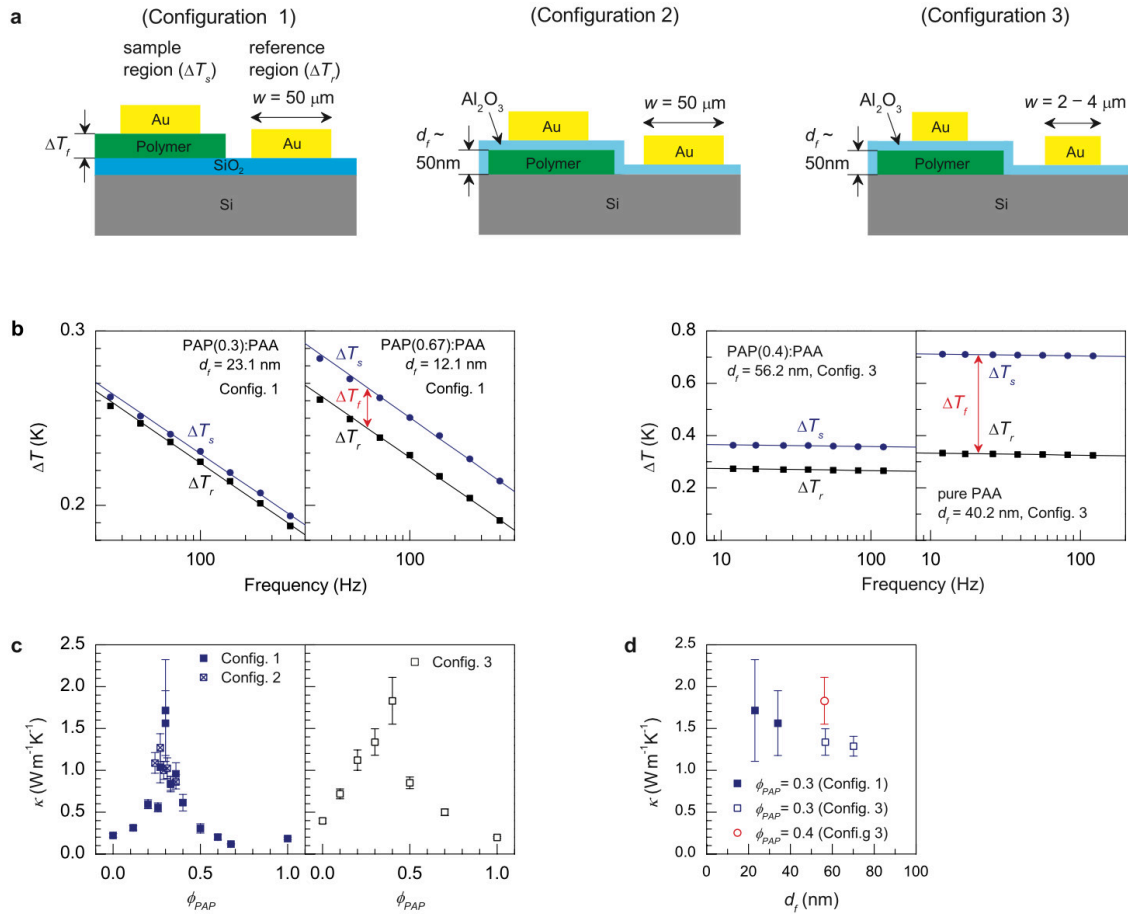 a
(Configuration 1)
(Configuration 2)
(Configuration 3)
sample region (ΔTs)
reference region (ΔTr)
w = 50 μm
ΔTf
Au
Polymer
Au
SiO2
Si
Al2O3
w = 50 μm
df ~
50nm
Au
Polymer
Au
Si
Al2O3
w = 2 – 4 μm
df ~
50nm
Au
Polymer
Au
Si
b
0.3
0.2
ΔT (K)
PAP(0.3):PAA
df = 23.1 nm
Config. 1
ΔTs
ΔTr
100
PAP(0.67):PAA
df = 12.1 nm
Config. 1
ΔTs
ΔTf
ΔTr
100
Frequency (Hz)
0.8
0.6
0.4
0.2
0.0
ΔT (K)
PAP(0.4):PAA
df = 56.2 nm, Config. 3
ΔTs
ΔTr
10
100
ΔTs
ΔTf
ΔTr
pure PAA
df = 40.2 nm, Config. 3
10
100
Frequency (Hz)
Frequency (Hz)
Frequency (Hz)
c
2.5
2.0
1.5
1.0
0.5
0.0
κ (Wm-1K-1)
Config. 1
Config. 2
0.0
0.5
1.0
ϕPAP
Config. 3
0.0
0.5
1.0
ϕPAP
d
2.5
2.0
1.5
1.0
0.5
0.0
κ (Wm-1K-1)
ϕPAP = 0.3 (Config. 1)
ϕPAP = 0.3 (Config. 3)
ϕPAP = 0.4 (Config 3)
0
20
40
60
80
100
df (nm)